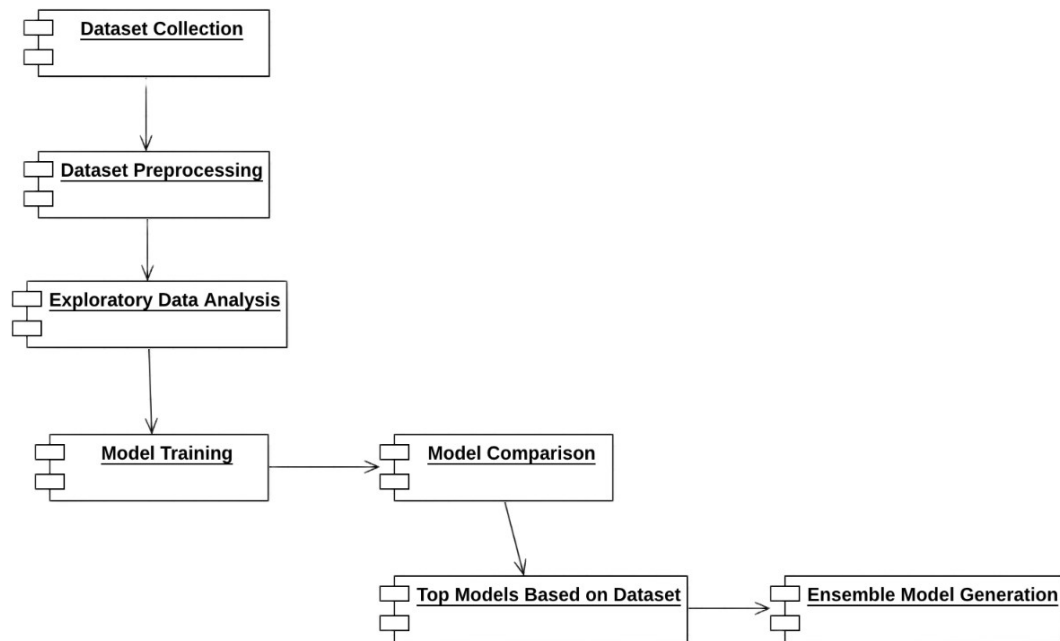 Dataset Collection
Dataset Preprocessing
Exploratory Data Analysis
Model Training
Model Comparison
Top Models Based on Dataset
Ensemble Model Generation